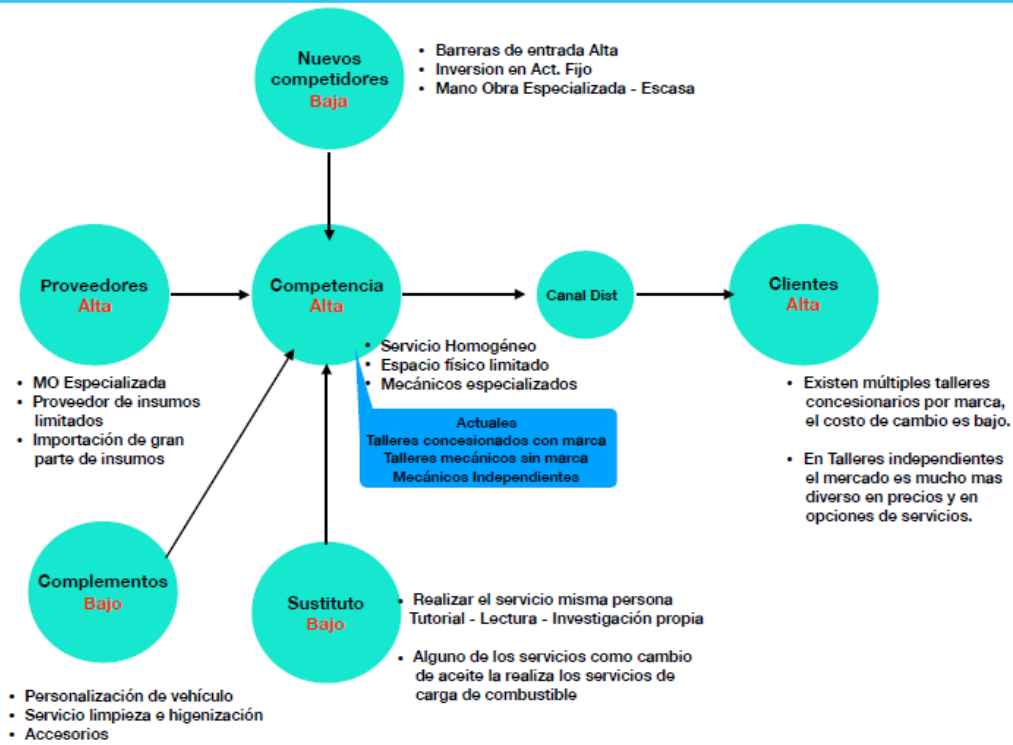 Nuevos
competidores
Baja
• Barreras de entrada Alta
• Inversion en Act. Fijo
• Mano Obra Especializada - Escasa
Proveedores
Alta
• MO Especializada
• Proveedor de insumos
limitados
• Importación de gran
parte de insumos
Competencia
Alta
• Servicio Homogéneo
• Espacio físico limitado
• Mecánicos especializados
Actuales
Talleres concesionados con marca
Talleres mecánicos sin marca
Mecánicos Independientes
Canal Dist
Clientes
Alta
• Existen múltiples talleres
concesionarios por marca,
el costo de cambio es bajo.
• En Talleres independientes
el mercado es mucho mas
diverso en precios y en
opciones de servicios.
Complementos
Bajo
• Personalización de vehículo
• Servicio limpieza e higenización
• Accesorios
Sustituto
Bajo
• Realizar el servicio misma persona
Tutorial - Lectura - Investigación propia
• Alguno de los servicios como cambio
de aceite la realiza los servicios de
carga de combustible